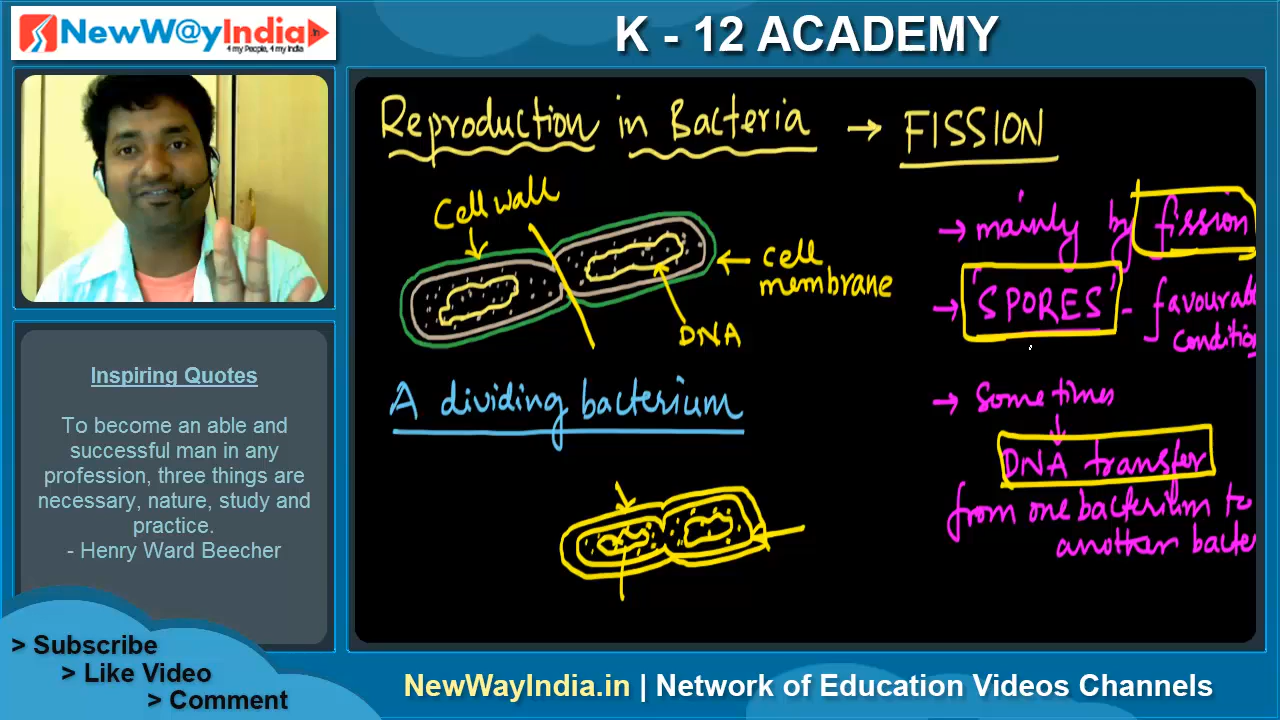 NewW@yIndia.in
4 my People, 4 my India
K - 12 ACADEMY
Reproduction in Bacteria → FISSION
Cell wall
cell
membrane
DNA
A dividing bacterium
→ mainly by fission
→ 'SPORES' - favourable
condition
→ Sometimes
DNA transfer
from one bacterium to
another bacte
Inspiring Quotes
To become an able and
successful man in any
profession, three things are
necessary, nature, study and
practice.
- Henry Ward Beecher
> Subscribe
> Like Video
> Comment
NewWayIndia.in | Network of Education Videos Channels